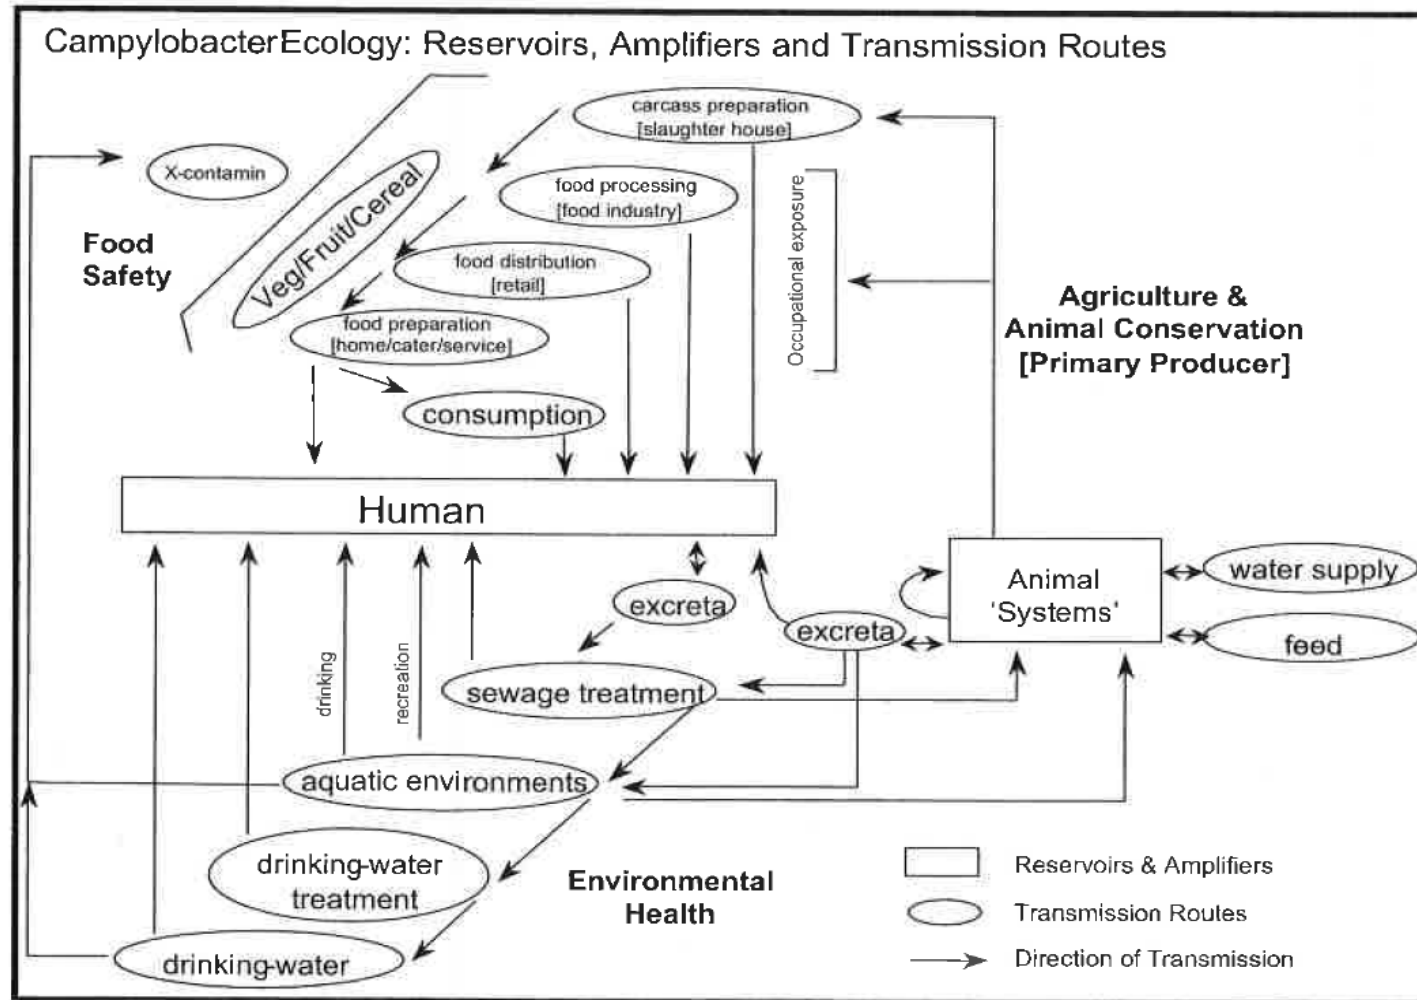 CampylobacterEcology: Reservoirs, Amplifiers and Transmission Routes
carcass preparation
[slaughter house]
X-contamin
Veg/Fruit/Cereal
food processing
[food industry]
Occupational exposure
Food
Safety
food distribution
[retail]
Agriculture &
Animal Conservation
[Primary Producer]
food preparation
[home/cater/service]
consumption
Human
Animal
'Systems'
water supply
feed
excreta
excreta
drinking
recreation
sewage treatment
aquatic environments
drinking-water
treatment
Environmental
Health
drinking-water
Reservoirs & Amplifiers
Transmission Routes
Direction of Transmission